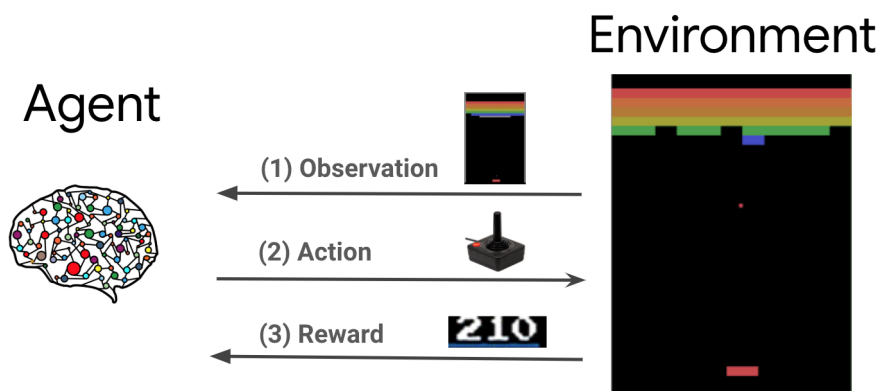 Environment
Agent
(1) Observation
(2) Action
(3) Reward
210